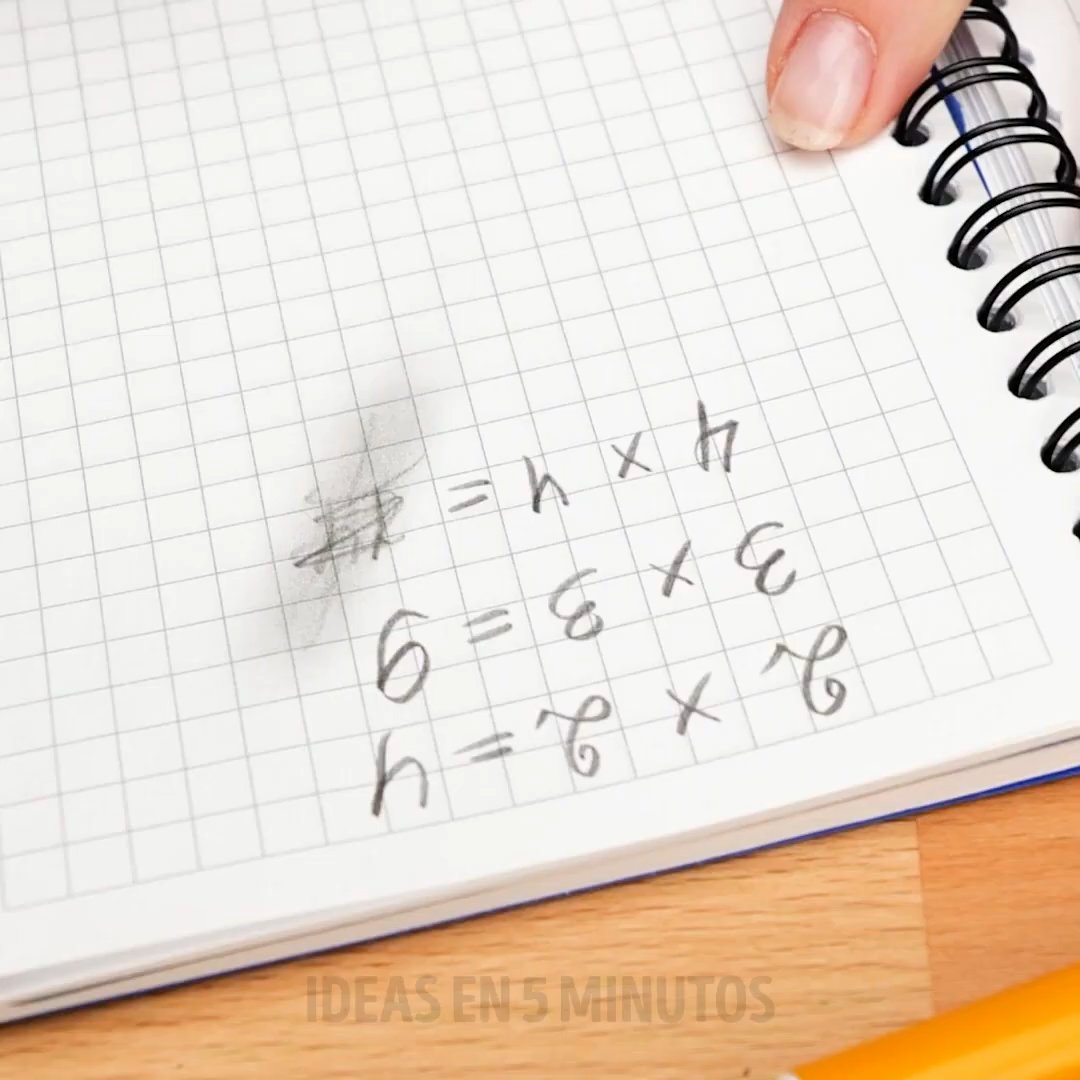 2 x 2 = 4
3 x 3 = 9
4 x 4 =
IDEAS EN 5 MINUTOS